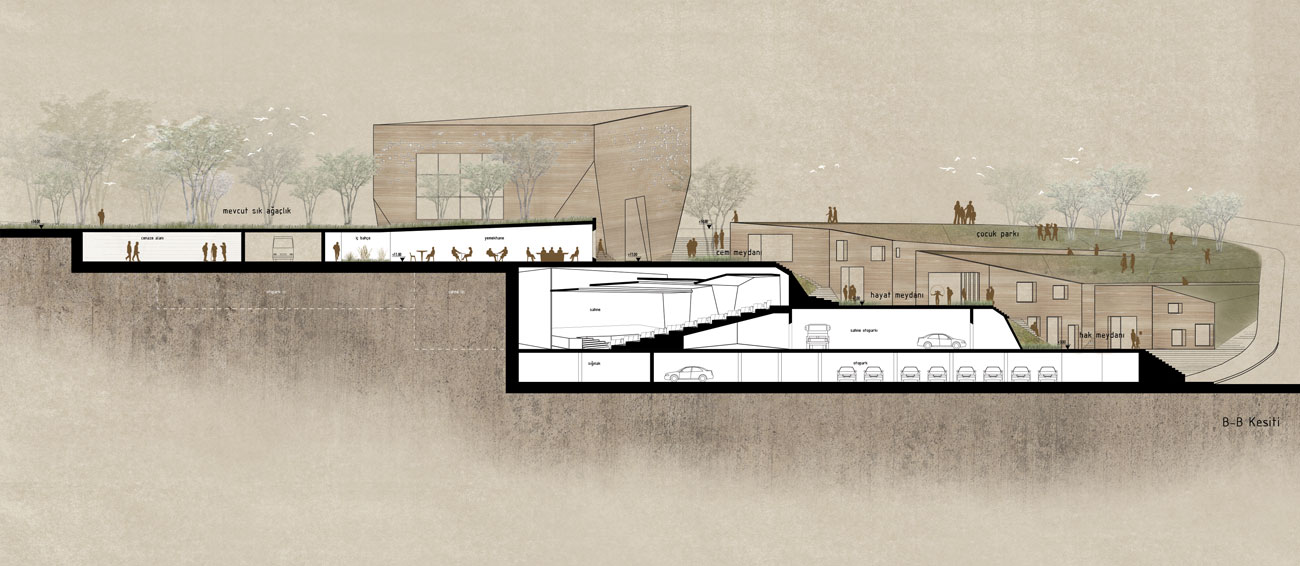 mevcut sık ağaçlık
cenaze alanı
iç bahçe
yemekhane
cem meydanı
çocuk parkı
hayat meydanı
hak meydanı
sahne
sahne otoparkı
sığınak
otopark
B-B Kesiti